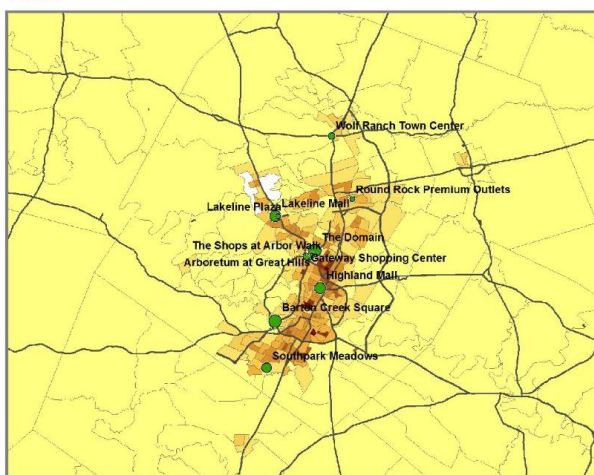 Wolf Ranch Town Center
Round Rock Premium Outlets
Lakeline Mall
Lakeline Plaza
The Domain
The Shops at Arbor Walk
Gateway Shopping Center
Arboretum at Great Hills
Highland Mall
Barton Creek Square
Southpark Meadows